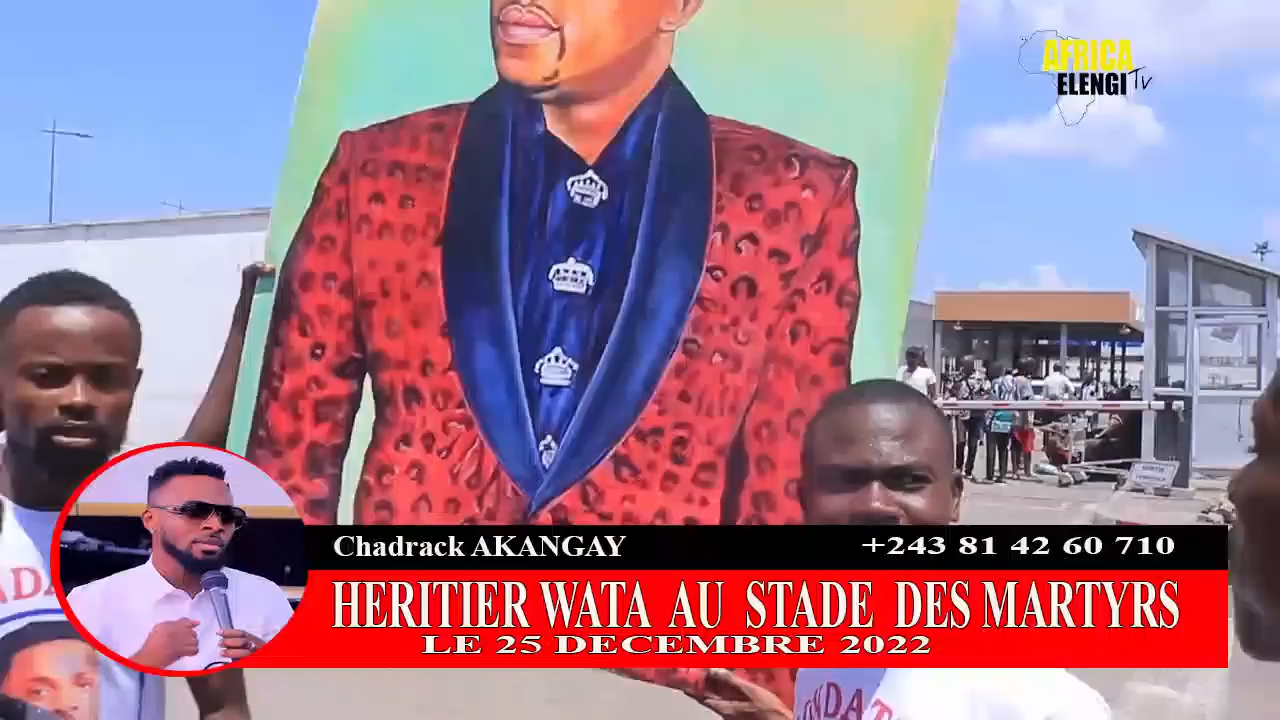 AFRICA
ELENGI TV
Chadrack AKANGAY
+243 81 42 60 710
HERITIER WATA AU STADE DES MARTYRS
LE 25 DECEMBRE 2022